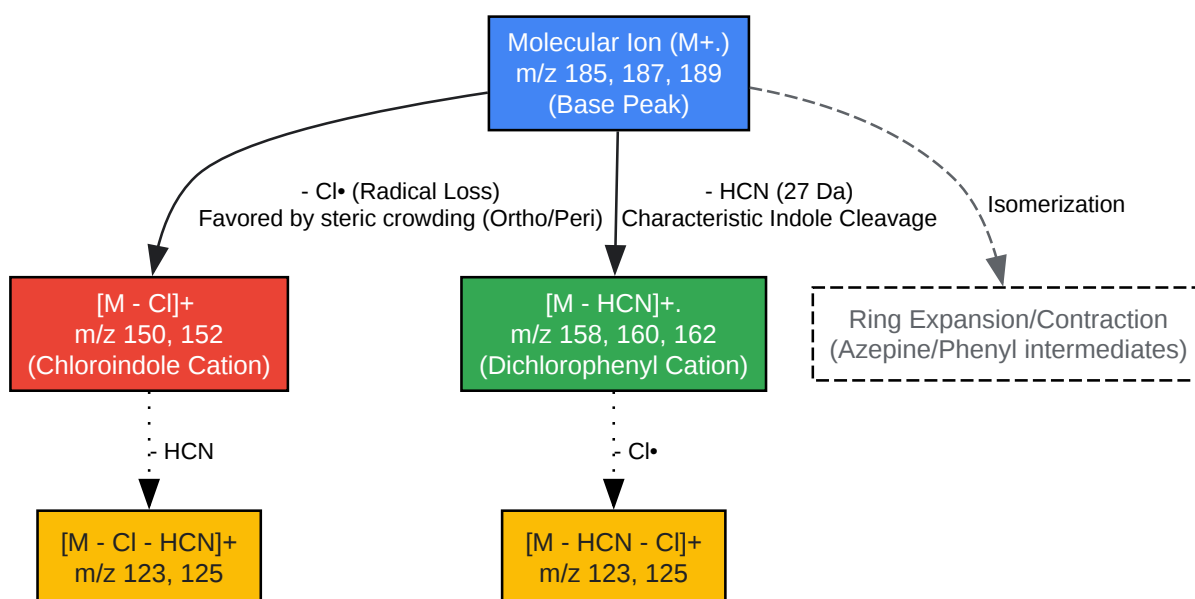 Molecular Ion (M+.)
m/z 185, 187, 189
(Base Peak)
- Cl• (Radical Loss)
Favored by steric crowding (Ortho/Peri)
- HCN (27 Da)
Characteristic Indole Cleavage
Isomerization
[M - Cl]+
m/z 150, 152
(Chloroindole Cation)
[M - HCN]+.
m/z 158, 160, 162
(Dichlorophenyl Cation)
Ring Expansion/Contraction
(Azepine/Phenyl intermediates)
- HCN
- Cl•
[M - Cl - HCN]+
m/z 123, 125
[M - HCN - Cl]+
m/z 123, 125